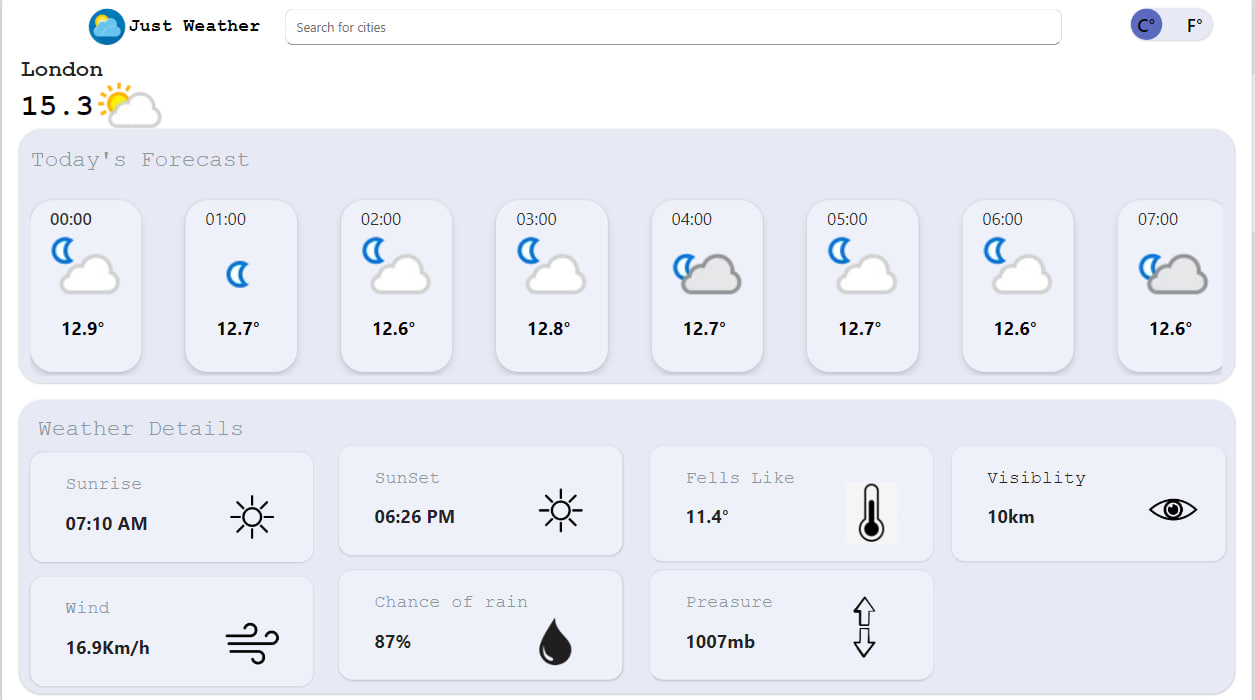 Just Weather
Search for cities
C° F°
London
15.3
Today's Forecast
00:00 01:00 02:00 03:00 04:00 05:00 06:00 07:00
12.9° 12.7° 12.6° 12.8° 12.7° 12.7° 12.6° 12.6°
Weather Details
Sunrise
07:10 AM
SunSet
06:26 PM
Fells Like
11.4°
Visiblity
10km
Wind
16.9Km/h
Chance of rain
87%
Preasure
1007mb